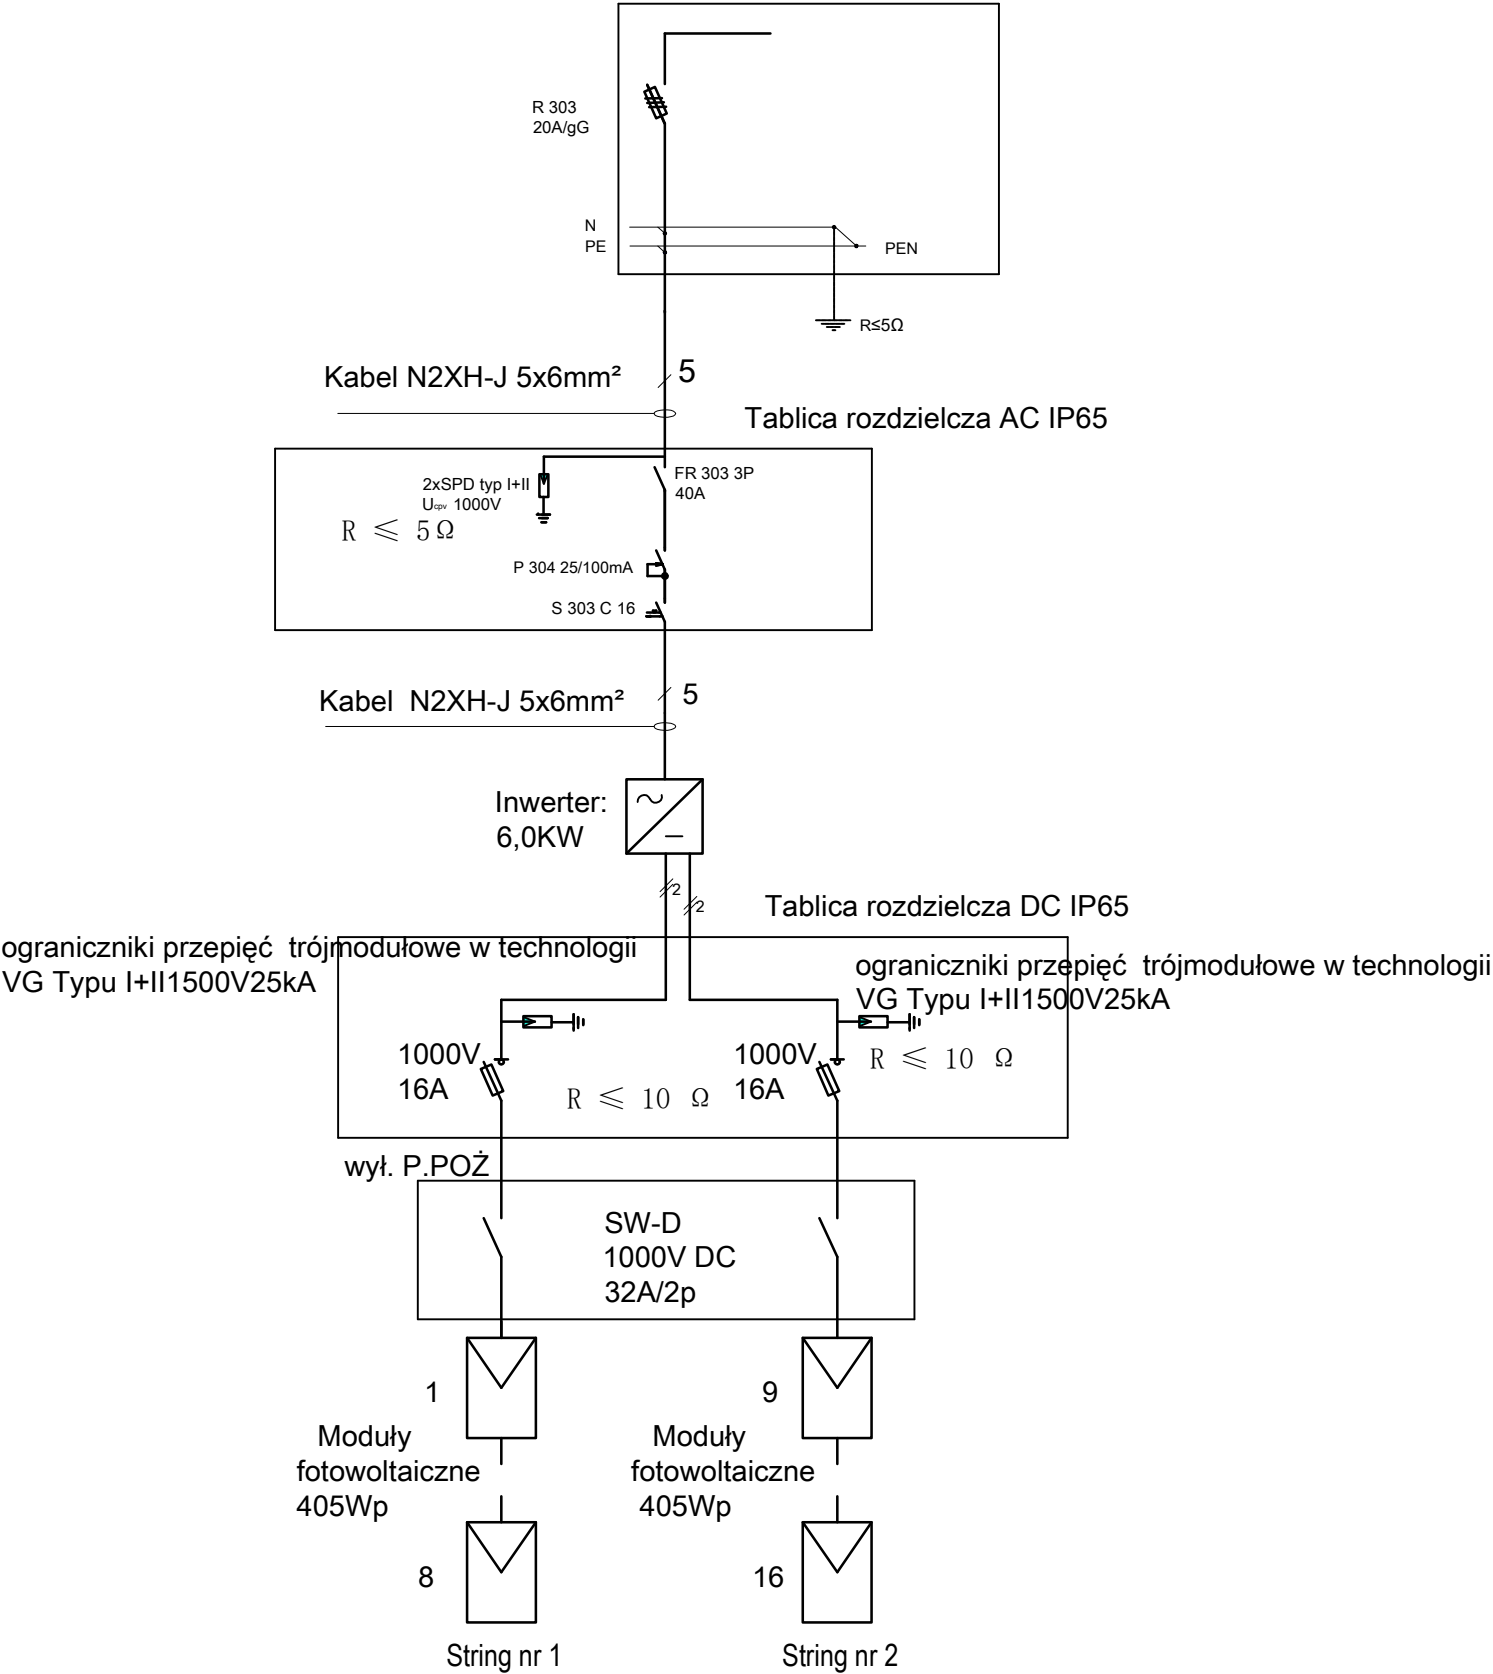 R 303
20A/gG
N
PE
PEN
R≤5Ω
Kabel N2XH-J 5x6mm²
5
Tablica rozdzielcza AC IP65
2xSPD typ I+II
Ucpv 1000V
R ≤ 5Ω
FR 303 3P
40A
P 304 25/100mA
S 303 C 16
Kabel N2XH-J 5x6mm²
5
Inwerter:
6,0KW
2
2
Tablica rozdzielcza DC IP65
ograniczniki przepięć trójmodułowe w technologii
VG Typu I+II1500V25kA
ograniczniki przepięć trójmodułowe w technologii
VG Typu I+II1500V25kA
1000V
16A
R ≤ 10 Ω
1000V
16A
R ≤ 10 Ω
wył. P.POŻ
SW-D
1000V DC
32A/2p
1
Moduły
fotowoltaiczne
405Wp
8
String nr 1
9
Moduły
fotowoltaiczne
405Wp
16
String nr 2